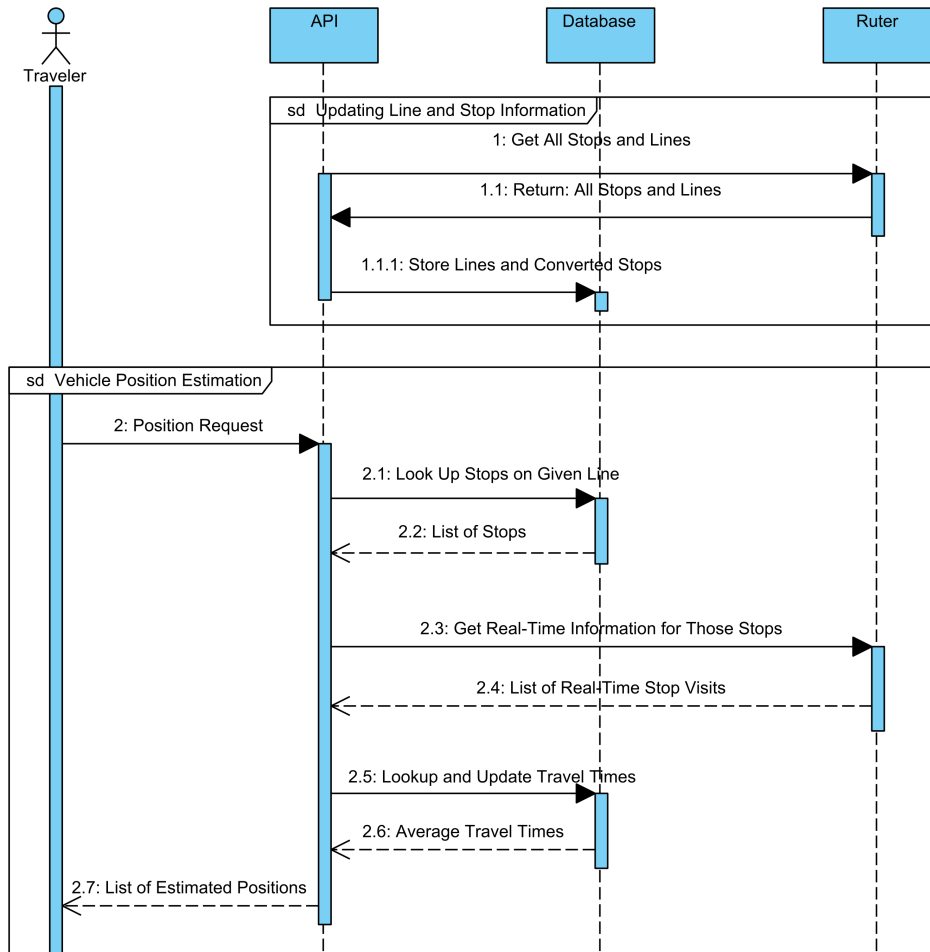 API
Database
Ruter
Traveler
sd Updating Line and Stop Information
1: Get All Stops and Lines
1.1: Return: All Stops and Lines
1.1.1: Store Lines and Converted Stops
sd Vehicle Position Estimation
2: Position Request
2.1: Look Up Stops on Given Line
2.2: List of Stops
2.3: Get Real-Time Information for Those Stops
2.4: List of Real-Time Stop Visits
2.5: Lookup and Update Travel Times
2.6: Average Travel Times
2.7: List of Estimated Positions